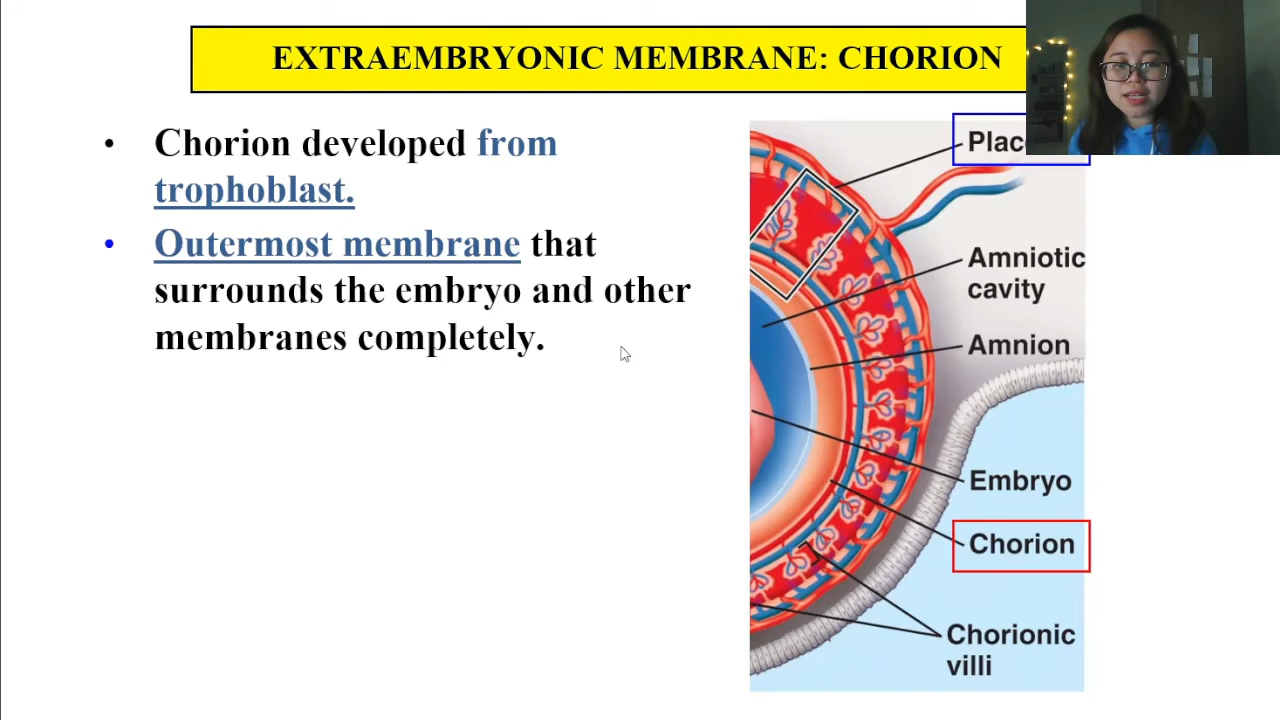 EXTRAEMBRYONIC MEMBRANE: CHORION
• Chorion developed from
trophoblast.
• Outermost membrane that
surrounds the embryo and other
membranes completely.
Amniotic
cavity
Amnion
Embryo
Chorion
Chorionic
villi